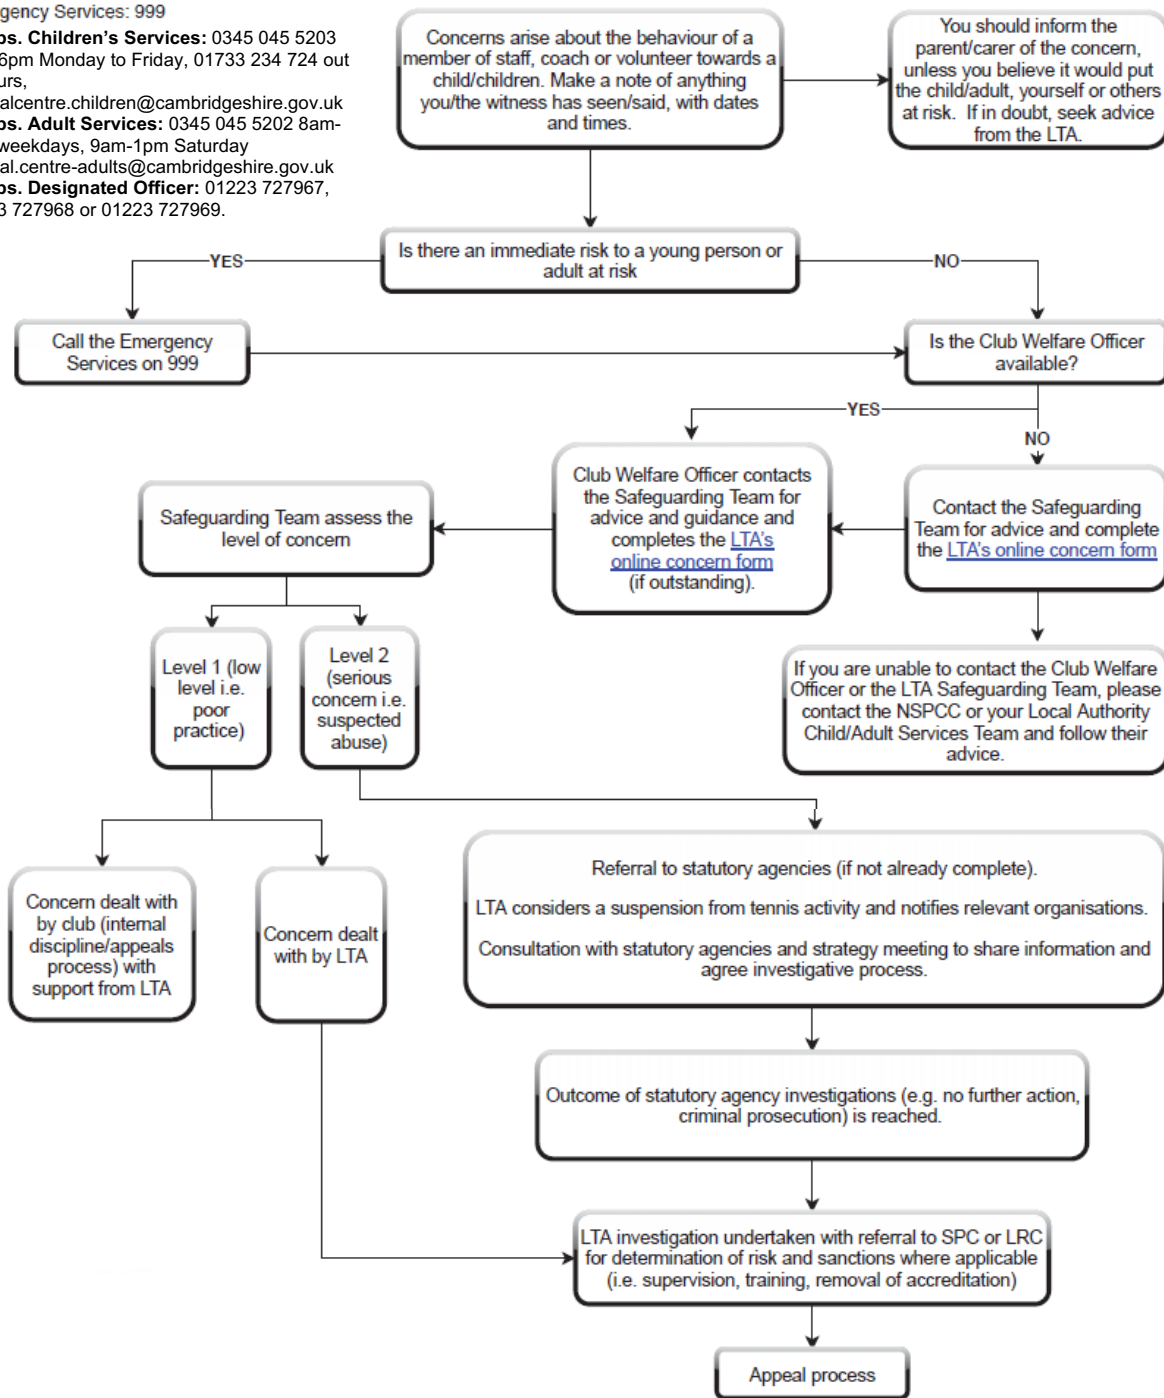 gency Services: 999
bs. Children's Services: 0345 045 5203
6pm Monday to Friday, 01733 234 724 out
urs,
alcentre.children@cambridgeshire.gov.uk
bs. Adult Services: 0345 045 5202 8am-
weekdays, 9am-1pm Saturday
al.centre-adults@cambridgeshire.gov.uk
bs. Designated Officer: 01223 727967,
3 727968 or 01223 727969.
Concerns arise about the behaviour of a
member of staff, coach or volunteer towards a
child/children. Make a note of anything
you/the witness has seen/said, with dates
and times.
You should inform the
parent/carer of the concern,
unless you believe it would put
the child/adult, yourself or others
at risk. If in doubt, seek advice
from the LTA.
Is there an immediate risk to a young person or
adult at risk
YES
NO
Call the Emergency
Services on 999
Is the Club Welfare Officer
available?
YES
NO
Club Welfare Officer contacts
the Safeguarding Team for
advice and guidance and
completes the LTA's
online concern form
(if outstanding).
Contact the Safeguarding
Team for advice and complete
the LTA's online concern form
Safeguarding Team assess the
level of concern
Level 1 (low
level i.e.
poor
practice)
Level 2
(serious
concern i.e.
suspected
abuse)
If you are unable to contact the Club Welfare
Officer or the LTA Safeguarding Team, please
contact the NSPCC or your Local Authority
Child/Adult Services Team and follow their
advice.
Concern dealt with
by club (internal
discipline/appeals
process) with
support from LTA
Concern dealt
with by LTA
Referral to statutory agencies (if not already complete).
LTA considers a suspension from tennis activity and notifies relevant organisations.
Consultation with statutory agencies and strategy meeting to share information and
agree investigative process.
Outcome of statutory agency investigations (e.g. no further action,
criminal prosecution) is reached.
LTA investigation undertaken with referral to SPC or LRC
for determination of risk and sanctions where applicable
(i.e. supervision, training, removal of accreditation)
Appeal process